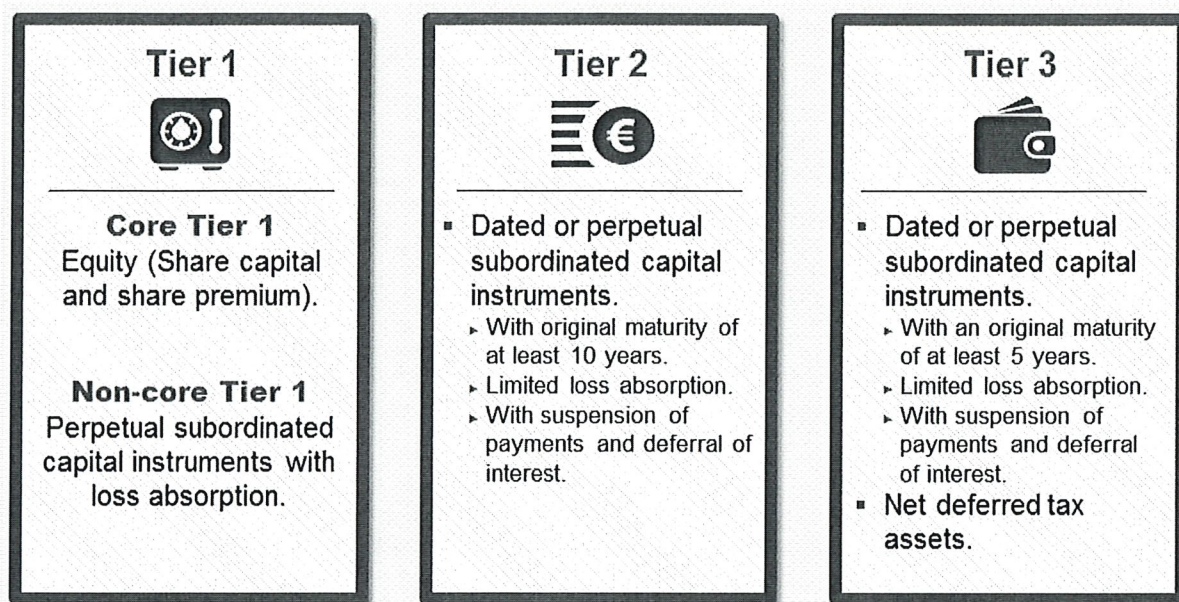 Tier 1
Core Tier 1
Equity (Share capital
and share premium).
Non-core Tier 1
Perpetual subordinated
capital instruments with
loss absorption.
Tier 2
€
▪ Dated or perpetual
subordinated capital
instruments.
▸ With original maturity of
at least 10 years.
▸ Limited loss absorption.
▸ With suspension of
payments and deferral of
interest.
Tier 3
▪ Dated or perpetual
subordinated capital
instruments.
▸ With an original maturity
of at least 5 years.
▸ Limited loss absorption.
▸ With suspension of
payments and deferral
of interest.
▪ Net deferred tax
assets.